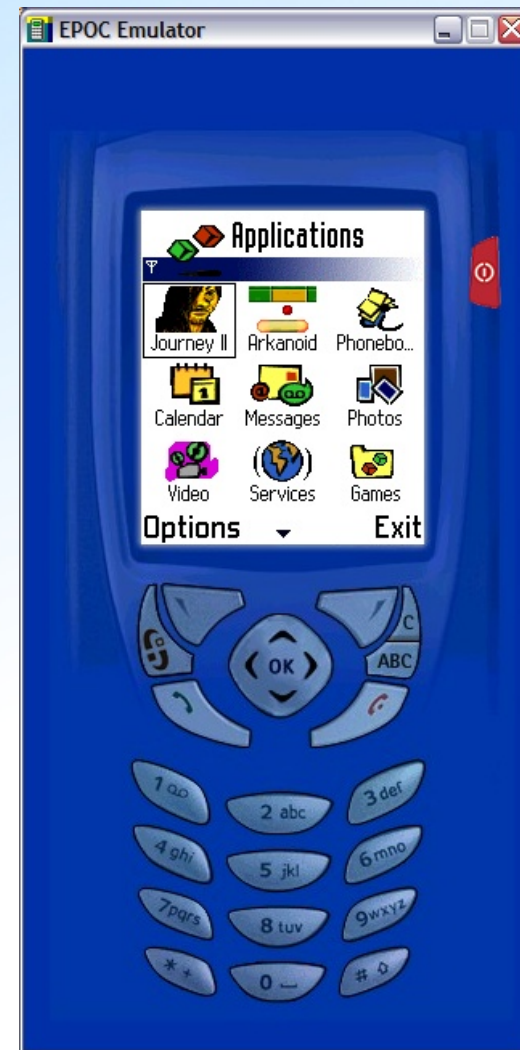 EPOC Emulator
Applications
Journey II Arkanoid Phonebo...
1
Calendar Messages Photos
Video Services Games
Options Exit
C
OK ABC
1 2 abc 3 def
4 ghi 5 jkl 6 mno
7pqrs 8 tuv 9wxyz
* + 0 #